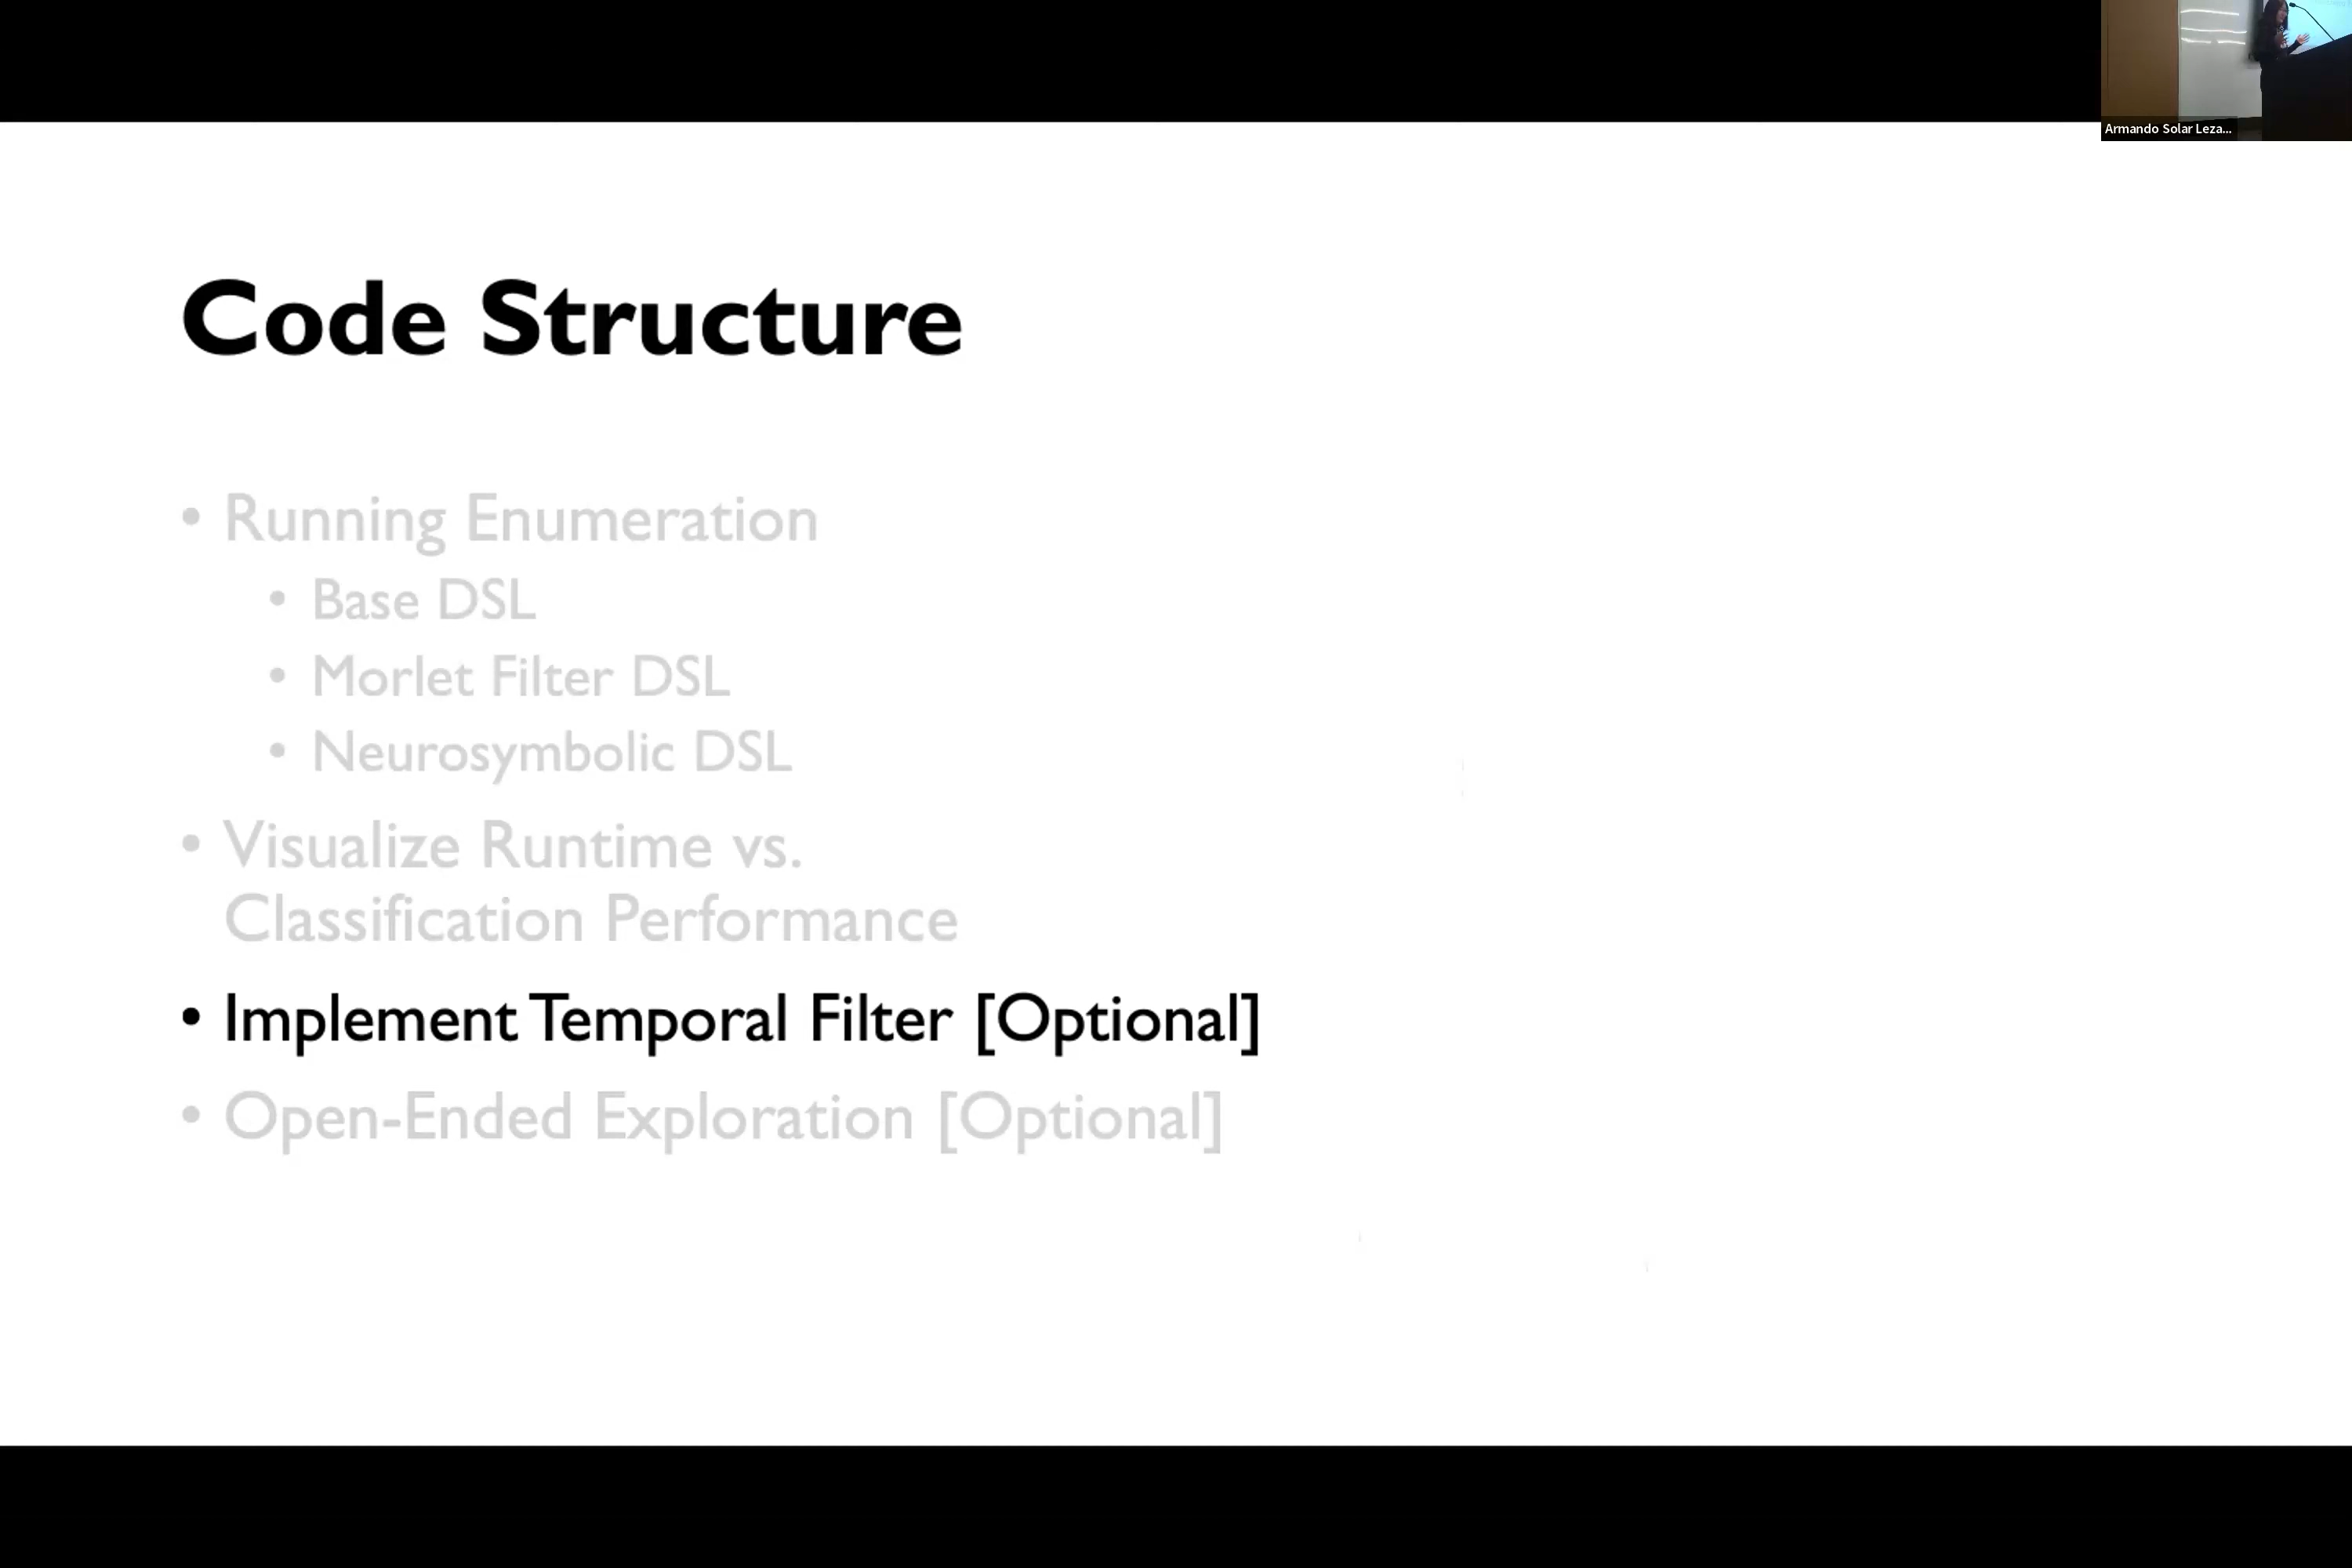 Armando Solar Leza...
Code Structure
• Running Enumeration
• Base DSL
• Morlet Filter DSL
• Neurosymbolic DSL
• Visualize Runtime vs.
Classification Performance
• Implement Temporal Filter [Optional]
• Open-Ended Exploration [Optional]